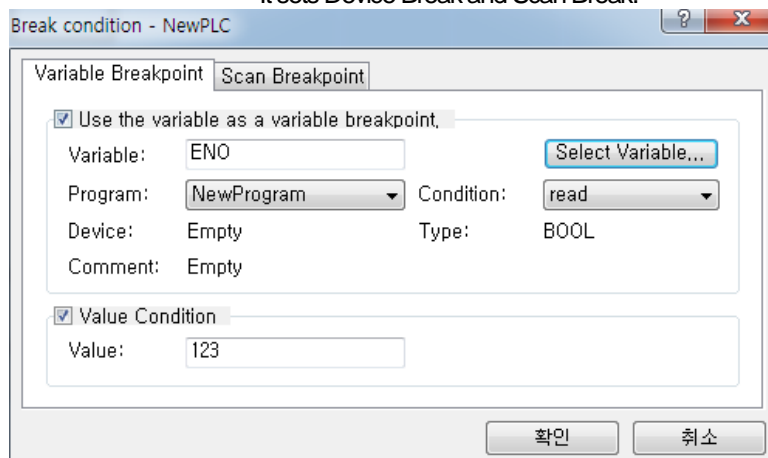 It sets Device Break and Scan Break.
Break condition - NewPLC
Variable Breakpoint Scan Breakpoint
Use the variable as a variable breakpoint,
Variable: ENO Select Variable,,,
Program: NewProgram Condition: read
Device: Empty Type: BOOL
Comment: Empty
Value Condition
Value: 123
확인 취소